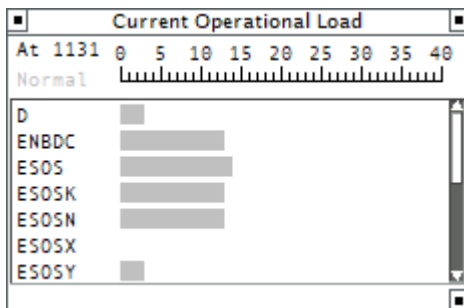 Current Operational Load
At 1131 0 5 10 15 20 25 30 35 40
Normal
D
ENBDC
ESOS
ESOSK
ESOSN
ESOSX
ESOSY